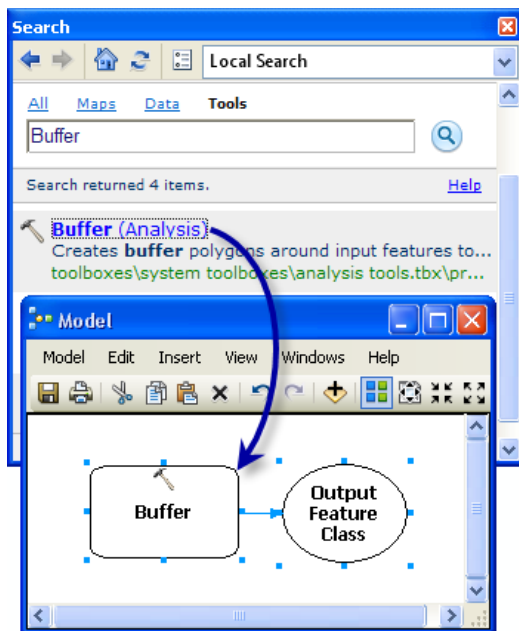 Search
Local Search
All Maps Data Tools
Buffer
Search returned 4 items. Help
Buffer (Analysis)
Creates buffer polygons around input features to...
toolboxes\system toolboxes\analysis tools.tbx\pr...
Model
Model Edit Insert View Windows Help
Buffer
Output
Feature
Class